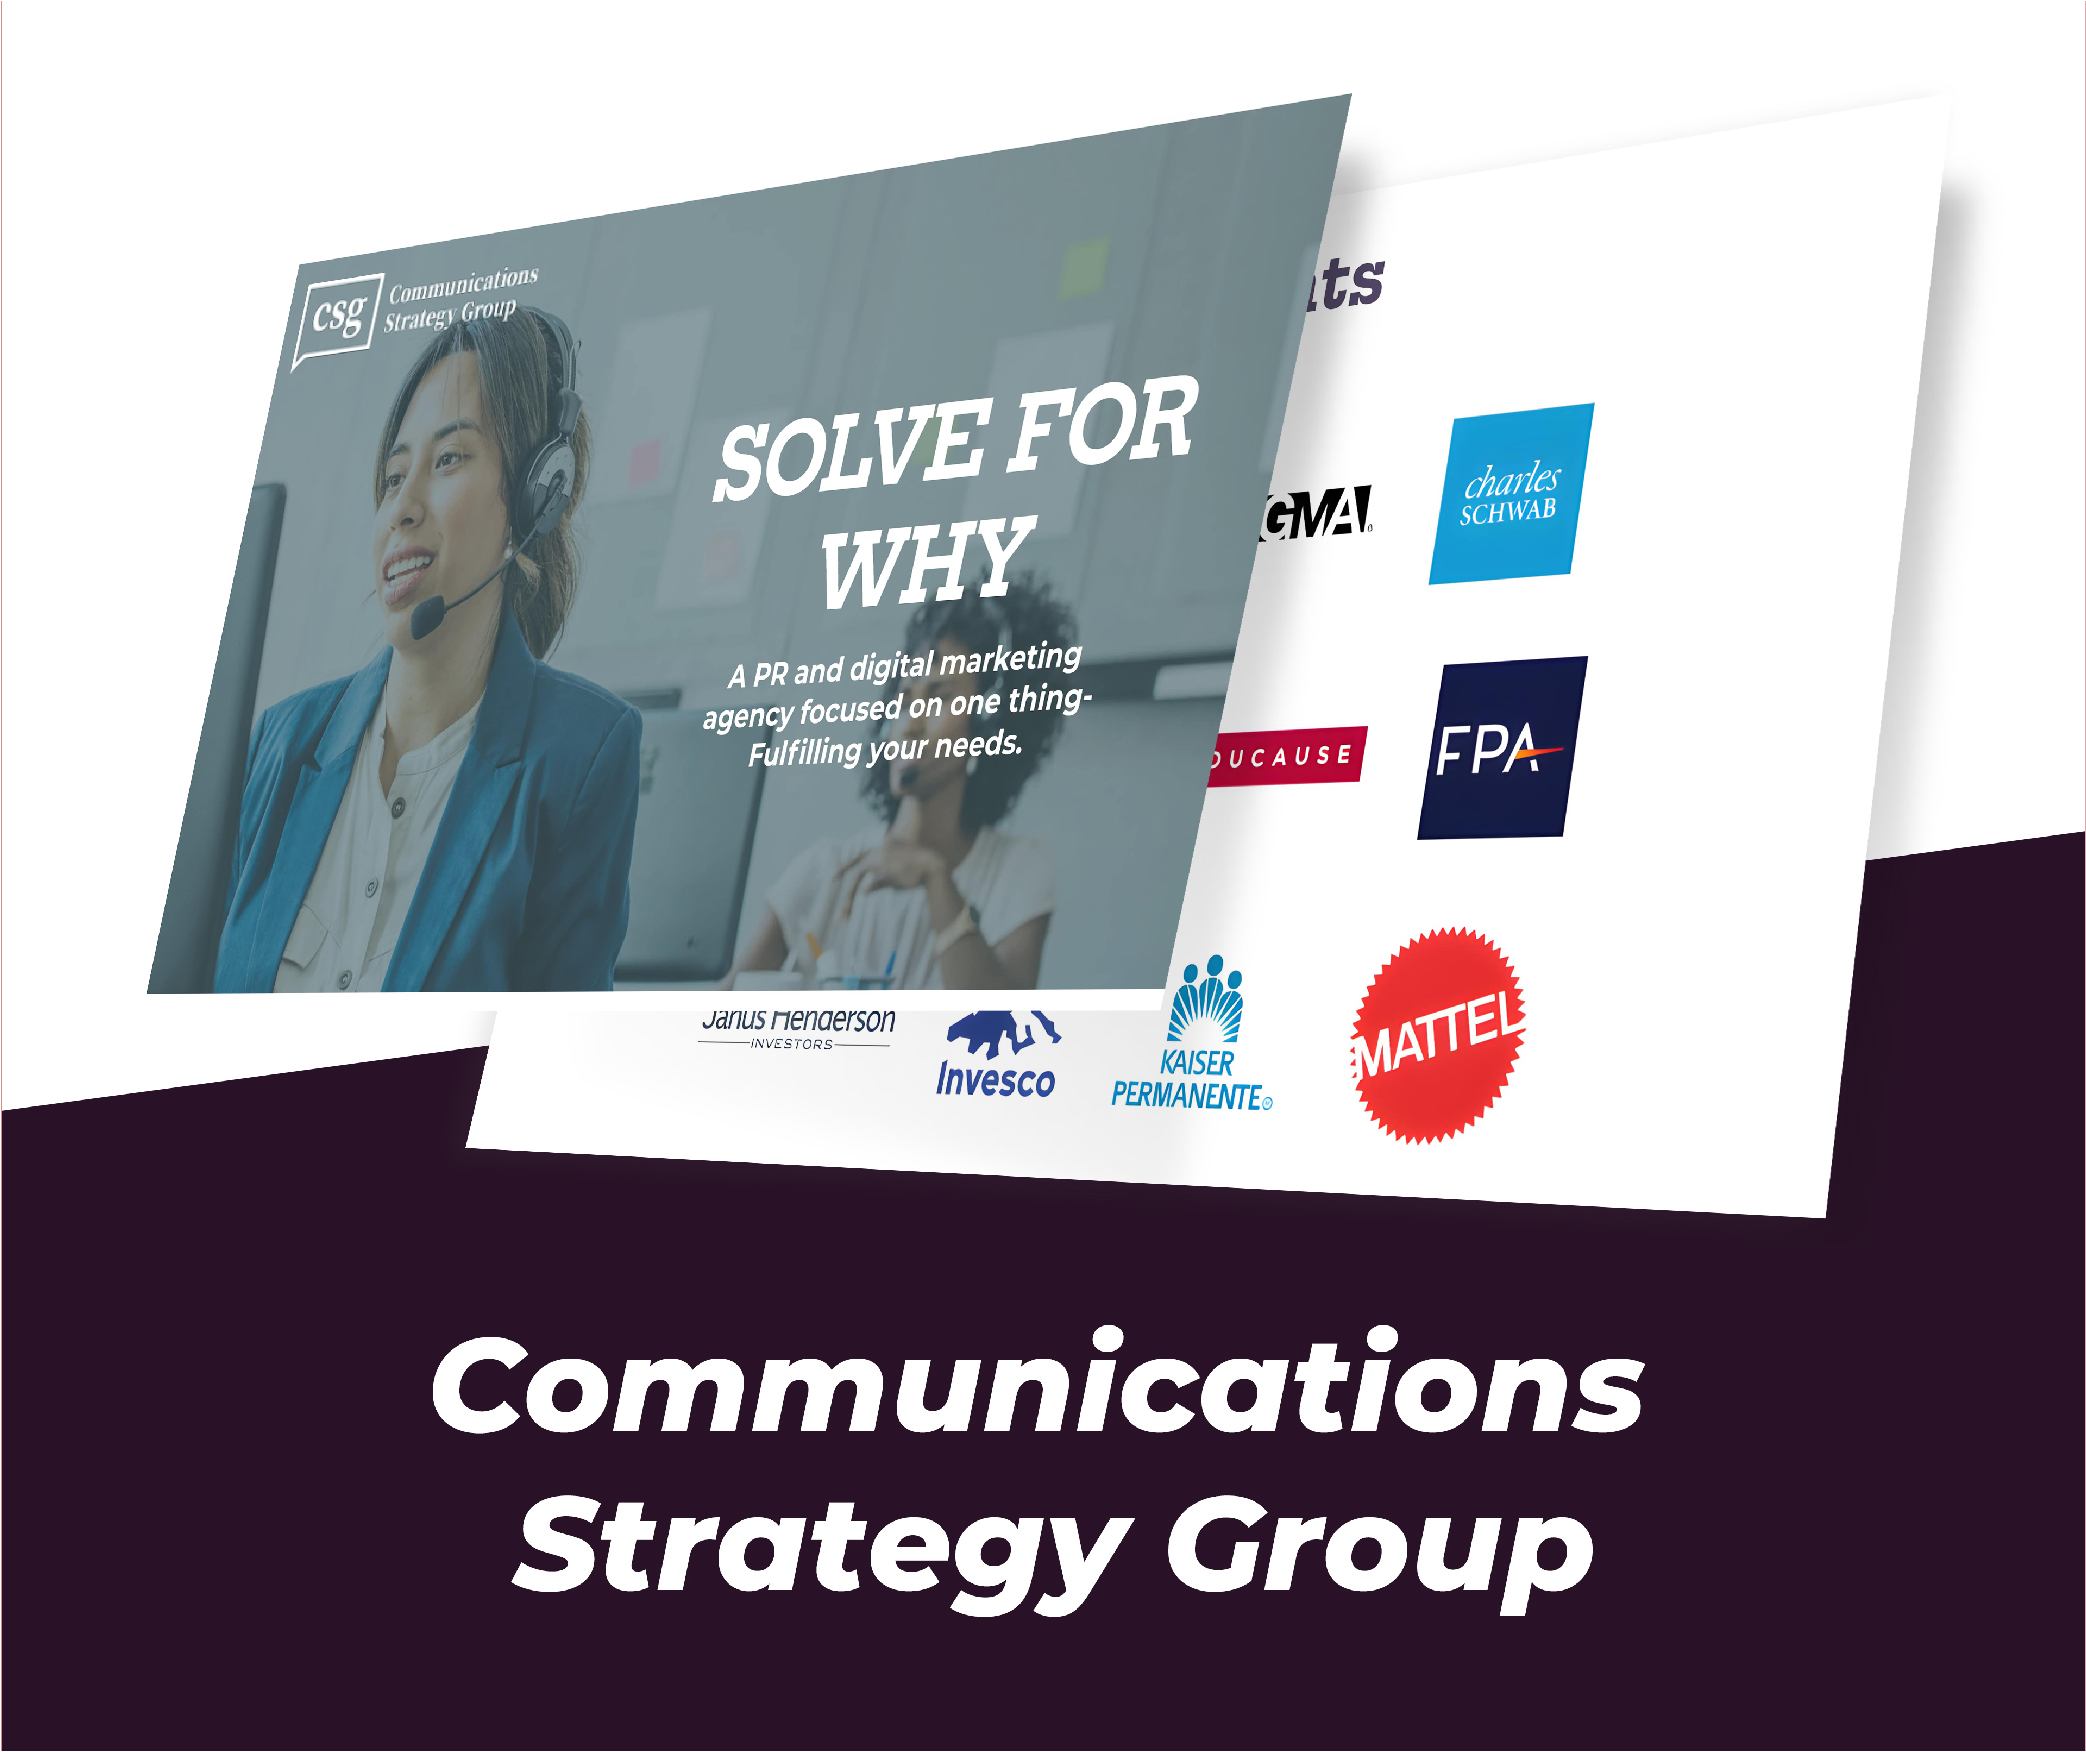 csg
Communications
Strategy Group
SOLVE FOR
WHY
A PR and digital marketing
agency focused on one thing-
Fulfilling your needs.
charles
SCHWAB
FPA
INVESTORS
Invesco
KAISER
PERMANENTE
MATTEL
Communications
Strategy Group